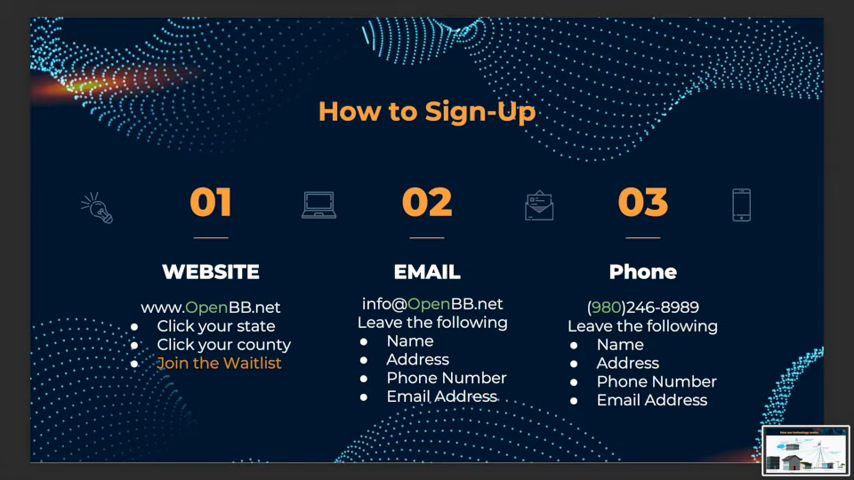 How to Sign-Up
01
WEBSITE
www.OpenBB.net
● Click your state
● Click your county
● Join the Waitlist
02
EMAIL
info@OpenBB.net
Leave the following
● Name
● Address
● Phone Number
● Email Address
03
Phone
(980)246-8989
Leave the following
● Name
● Address
● Phone Number
● Email Address